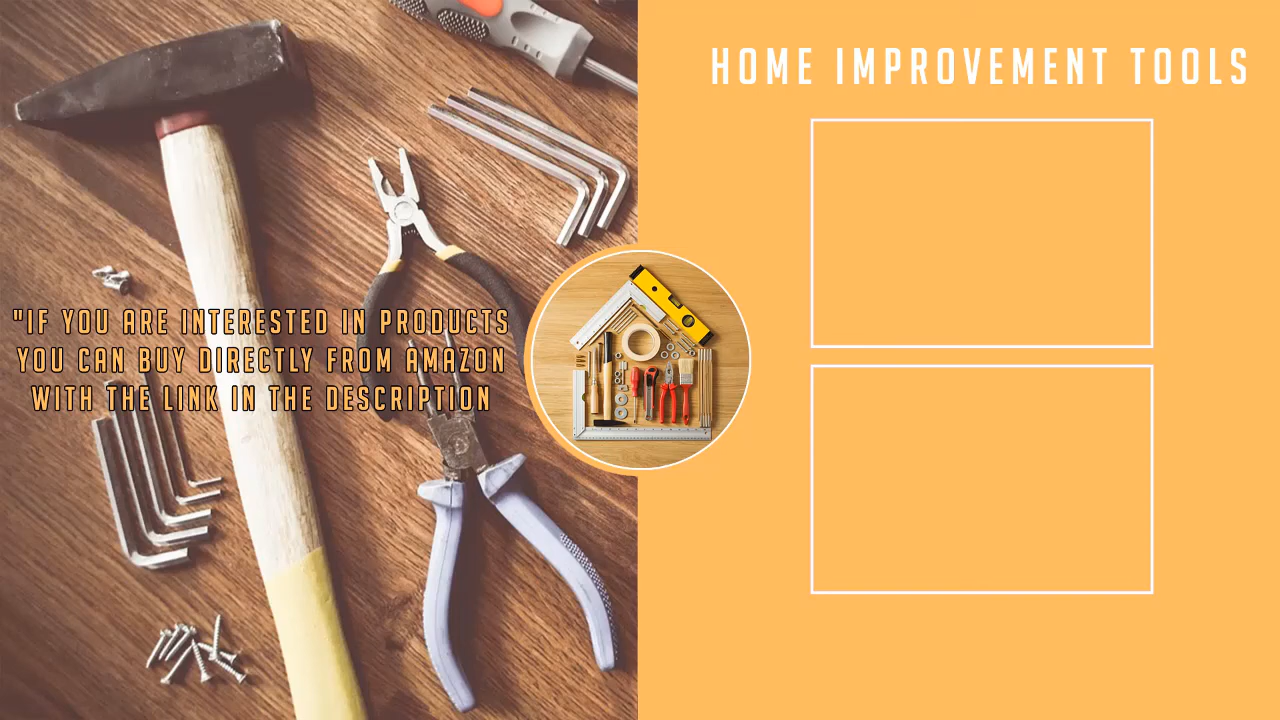 HOME IMPROVEMENT TOOLS
"IF YOU ARE INTERESTED IN PRODUCTS
YOU CAN BUY DIRECTLY FROM AMAZON
WITH THE LINK IN THE DESCRIPTION